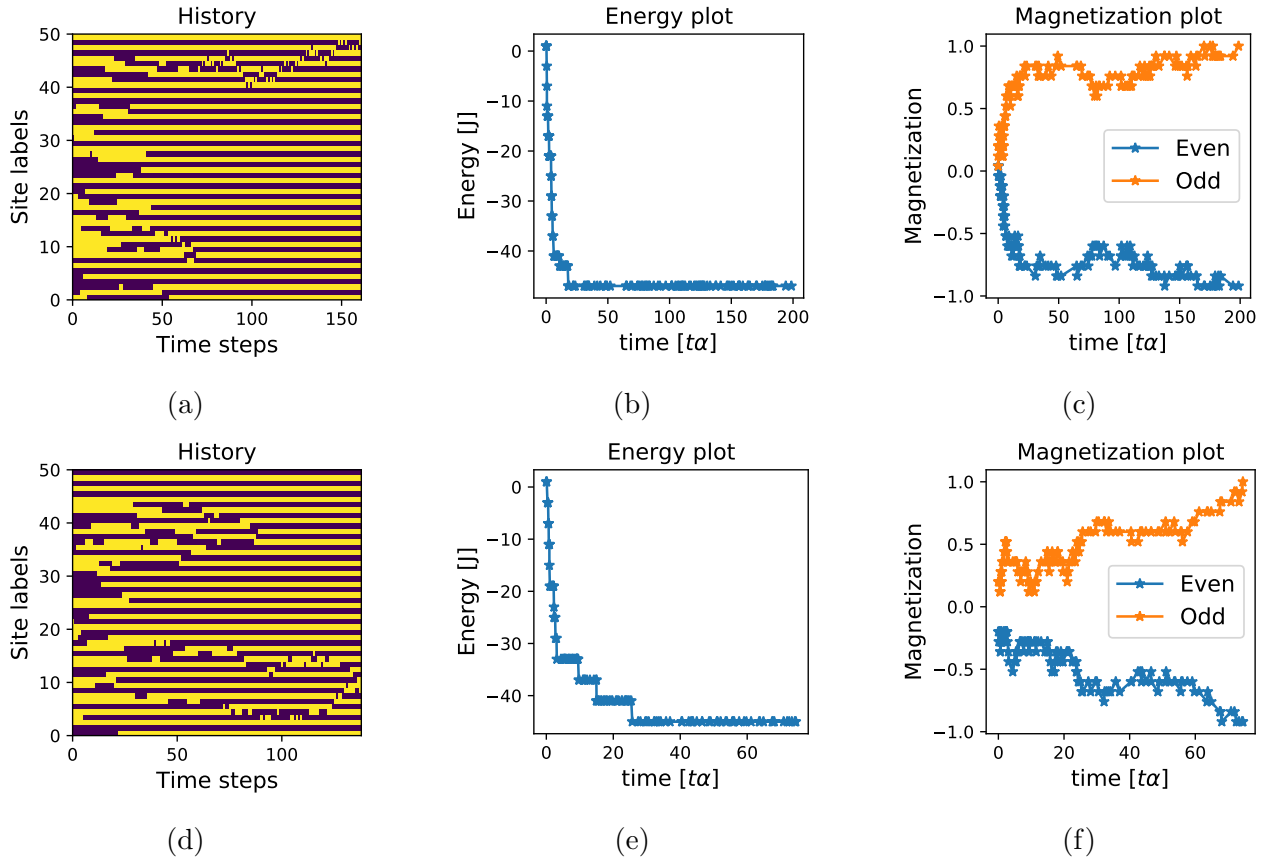 History
50
40
30
20
10
0
Site labels
0 50 100 150
Time steps
(a)
Energy plot
0
−10
−20
−30
−40
Energy [J]
0 50 100 150 200
time [tα]
(b)
Magnetization plot
1.0
0.5
0.0
−0.5
−1.0
Magnetization
Even
Odd
0 50 100 150 200
time [tα]
(c)
History
50
40
30
20
10
0
Site labels
0 50 100
Time steps
(d)
Energy plot
0
−10
−20
−30
−40
Energy [J]
0 20 40 60
time [tα]
(e)
Magnetization plot
1.0
0.5
0.0
−0.5
−1.0
Magnetization
Even
Odd
0 20 40 60
time [tα]
(f)